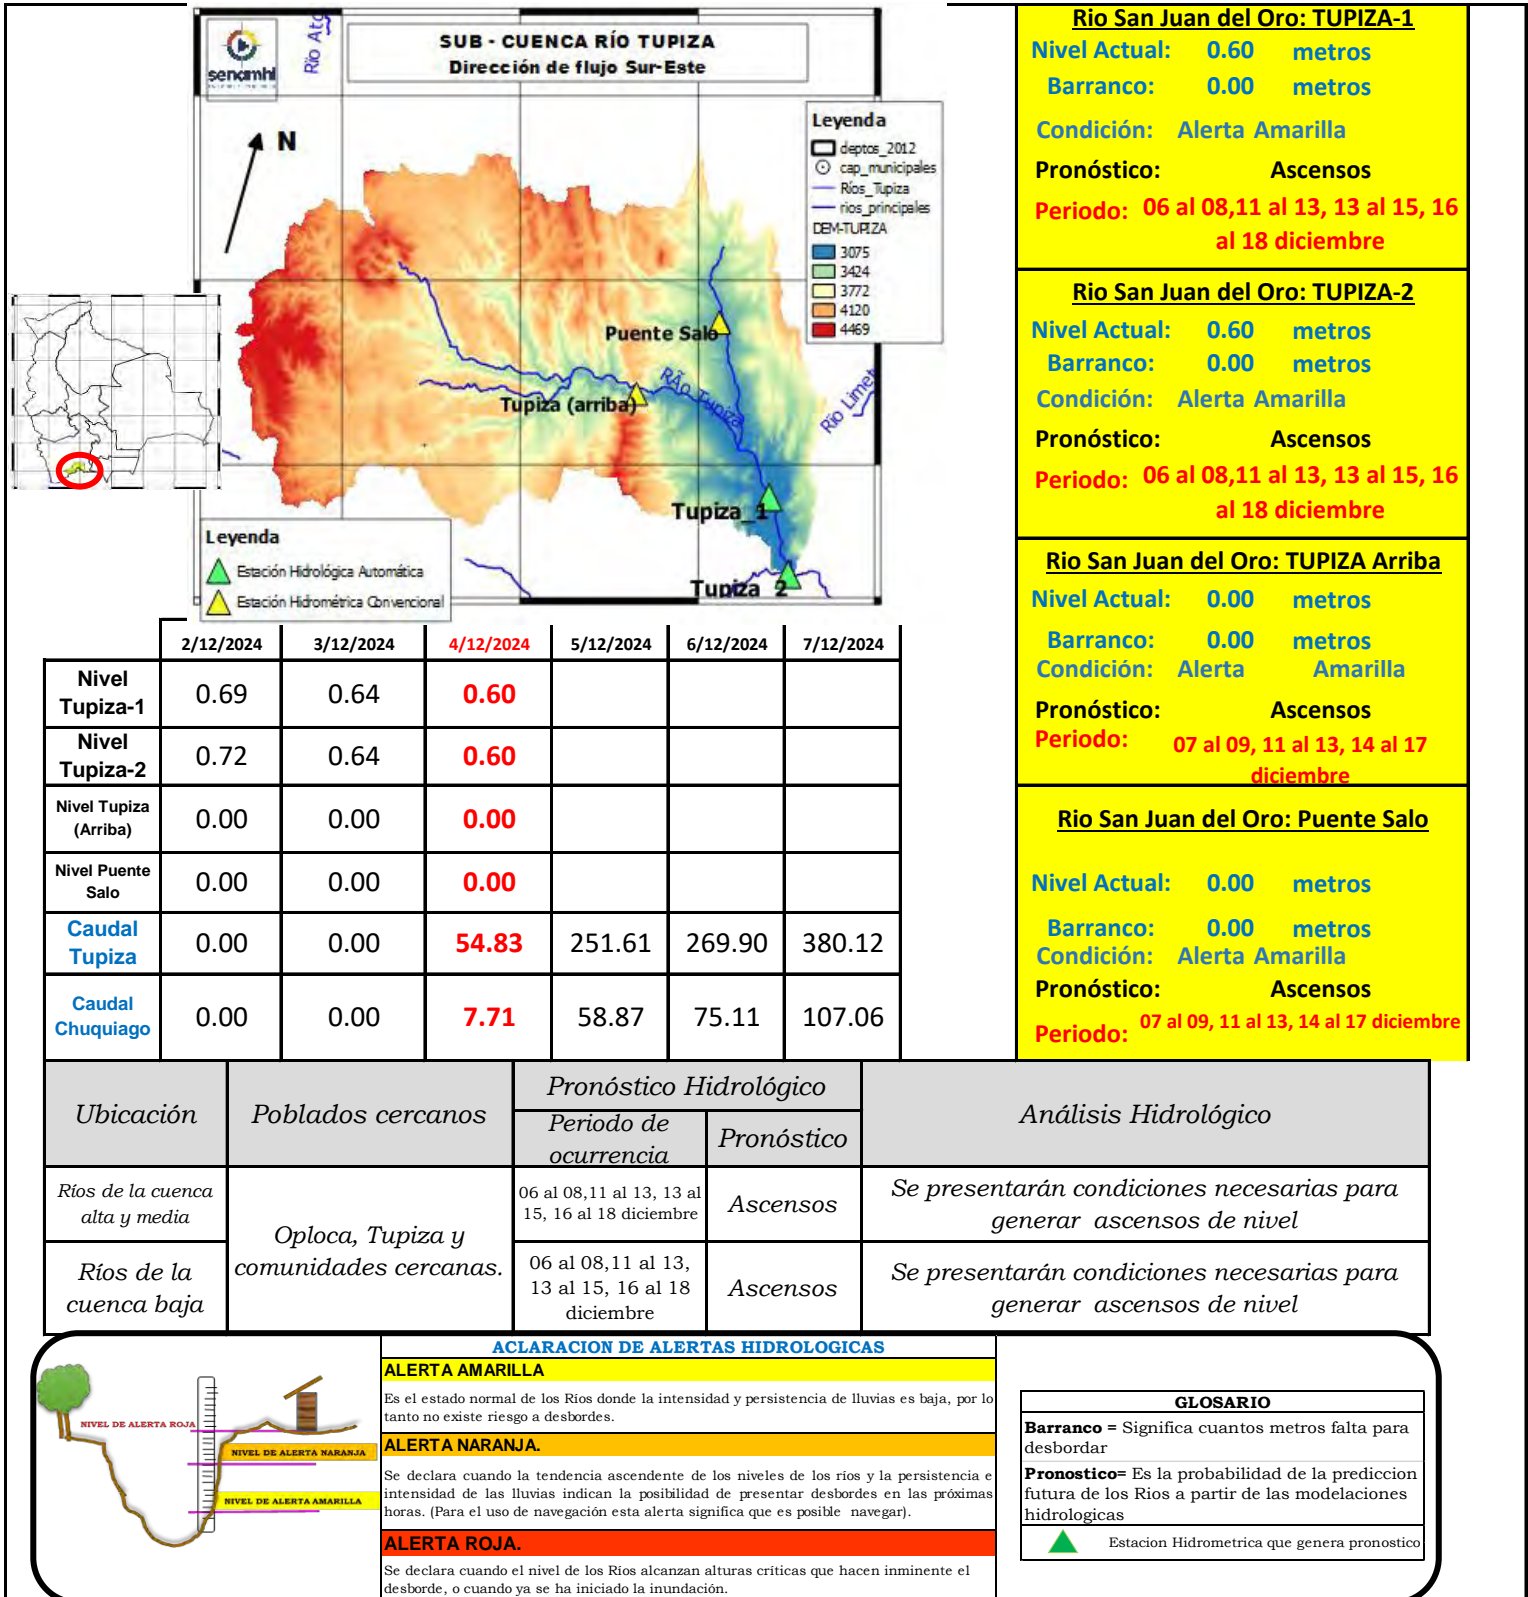 senamhi
Río Ato
SUB - CUENCA RÍO TUPIZA
Dirección de flujo Sur-Este
N
Leyenda
deptos_2012
cap_municipales
Ríos_Tupiza
rios_principales
DEM-TUPIZA
3075
3424
3772
4120
4469
Puente Salo
Tupiza (arriba)
RÃ­o Tupiza
Rio Limet
Tupiza_1
Tupiza_2
Leyenda
Estación Hidrológica Automática
Estación Hidrométrica Convencional
Rio San Juan del Oro: TUPIZA-1
Nivel Actual: 0.60 metros
Barranco: 0.00 metros
Condición: Alerta Amarilla
Pronóstico: Ascensos
Periodo: 06 al 08,11 al 13, 13 al 15, 16
al 18 diciembre
Rio San Juan del Oro: TUPIZA-2
Nivel Actual: 0.60 metros
Barranco: 0.00 metros
Condición: Alerta Amarilla
Pronóstico: Ascensos
Periodo: 06 al 08,11 al 13, 13 al 15, 16
al 18 diciembre
Rio San Juan del Oro: TUPIZA Arriba
Nivel Actual: 0.00 metros
Barranco: 0.00 metros
Condición: Alerta Amarilla
Pronóstico: Ascensos
Periodo: 07 al 09, 11 al 13, 14 al 17
diciembre
Rio San Juan del Oro: Puente Salo
Nivel Actual: 0.00 metros
Barranco: 0.00 metros
Condición: Alerta Amarilla
Pronóstico: Ascensos
Periodo: 07 al 09, 11 al 13, 14 al 17 diciembre
2/12/2024 3/12/2024 4/12/2024 5/12/2024 6/12/2024 7/12/2024
Nivel
Tupiza-1 0.69 0.64 0.60
Nivel
Tupiza-2 0.72 0.64 0.60
Nivel Tupiza
(Arriba) 0.00 0.00 0.00
Nivel Puente
Salo 0.00 0.00 0.00
Caudal
Tupiza 0.00 0.00 54.83 251.61 269.90 380.12
Caudal
Chuquiago 0.00 0.00 7.71 58.87 75.11 107.06
Ubicación
Poblados cercanos
Pronóstico Hidrológico
Periodo de
ocurrencia
Pronóstico
Análisis Hidrológico
Ríos de la cuenca
alta y media
Oploca, Tupiza y
comunidades cercanas.
06 al 08,11 al 13, 13 al
15, 16 al 18 diciembre
Ascensos
Se presentarán condiciones necesarias para
generar ascensos de nivel
Ríos de la
cuenca baja
06 al 08,11 al 13,
13 al 15, 16 al 18
diciembre
Ascensos
Se presentarán condiciones necesarias para
generar ascensos de nivel
NIVEL DE ALERTA ROJA
NIVEL DE ALERTA NARANJA
NIVEL DE ALERTA AMARILLA
ACLARACION DE ALERTAS HIDROLOGICAS
ALERTA AMARILLA
Es el estado normal de los Ríos donde la intensidad y persistencia de lluvias es baja, por lo
tanto no existe riesgo a desbordes.
ALERTA NARANJA.
Se declara cuando la tendencia ascendente de los niveles de los ríos y la persistencia e
intensidad de las lluvias indican la posibilidad de presentar desbordes en las próximas
horas. (Para el uso de navegación esta alerta significa que es posible navegar).
ALERTA ROJA.
Se declara cuando el nivel de los Ríos alcanzan alturas críticas que hacen inminente el
desborde, o cuando ya se ha iniciado la inundación.
GLOSARIO
Barranco = Significa cuantos metros falta para
desbordar
Pronostico= Es la probabilidad de la prediccion
futura de los Rios a partir de las modelaciones
hidrologicas
Estacion Hidrometrica que genera pronostico